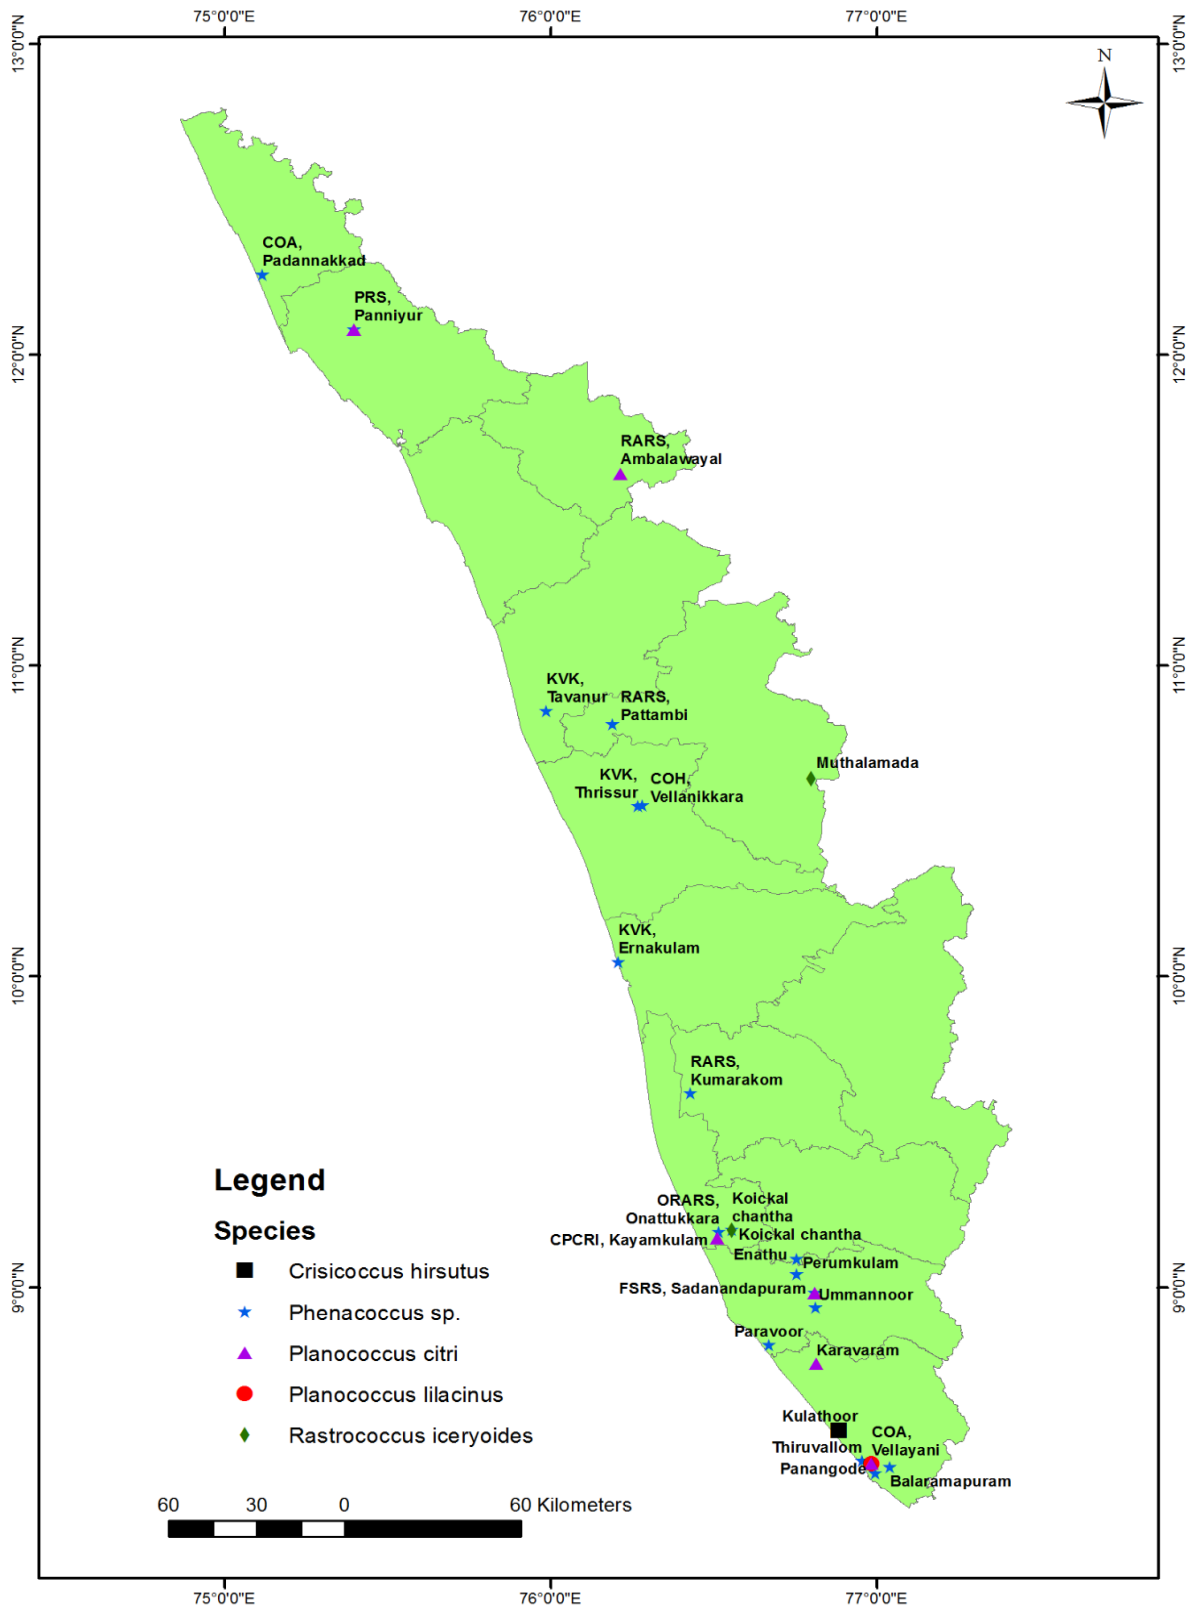 75°0'0"E
76°0'0"E
77°0'0"E
13°0'0"N
13°0'0"N
N
COA,
Padannakkad
PRS,
Panniyur
12°0'0"N
12°0'0"N
RARS,
Ambalawayal
11°0'0"N
11°0'0"N
KVK,
Tavanur
RARS,
Pattambi
Muthalamada
KVK,
Thrissur
COH,
Vellanikkara
KVK,
Ernakulam
10°0'0"N
10°0'0"N
RARS,
Kumarakom
ORARS,
Onattukkara
Koickal
chantha
CPCRI, Kayamkulam
Koickal chantha
Enathu
Perumkulam
FSRS, Sadanandapuram
Ummannoor
9°0'0"N
9°0'0"N
Paravoor
Karavaram
Kulathoor
COA,
Vellayani
Thiruvallom
Panangode
Balaramapuram
Legend
Species
Crisicoccus hirsutus
Phenacoccus sp.
Planococcus citri
Planococcus lilacinus
Rastrococcus iceryoides
60 30 0 60 Kilometers
75°0'0"E
76°0'0"E
77°0'0"E